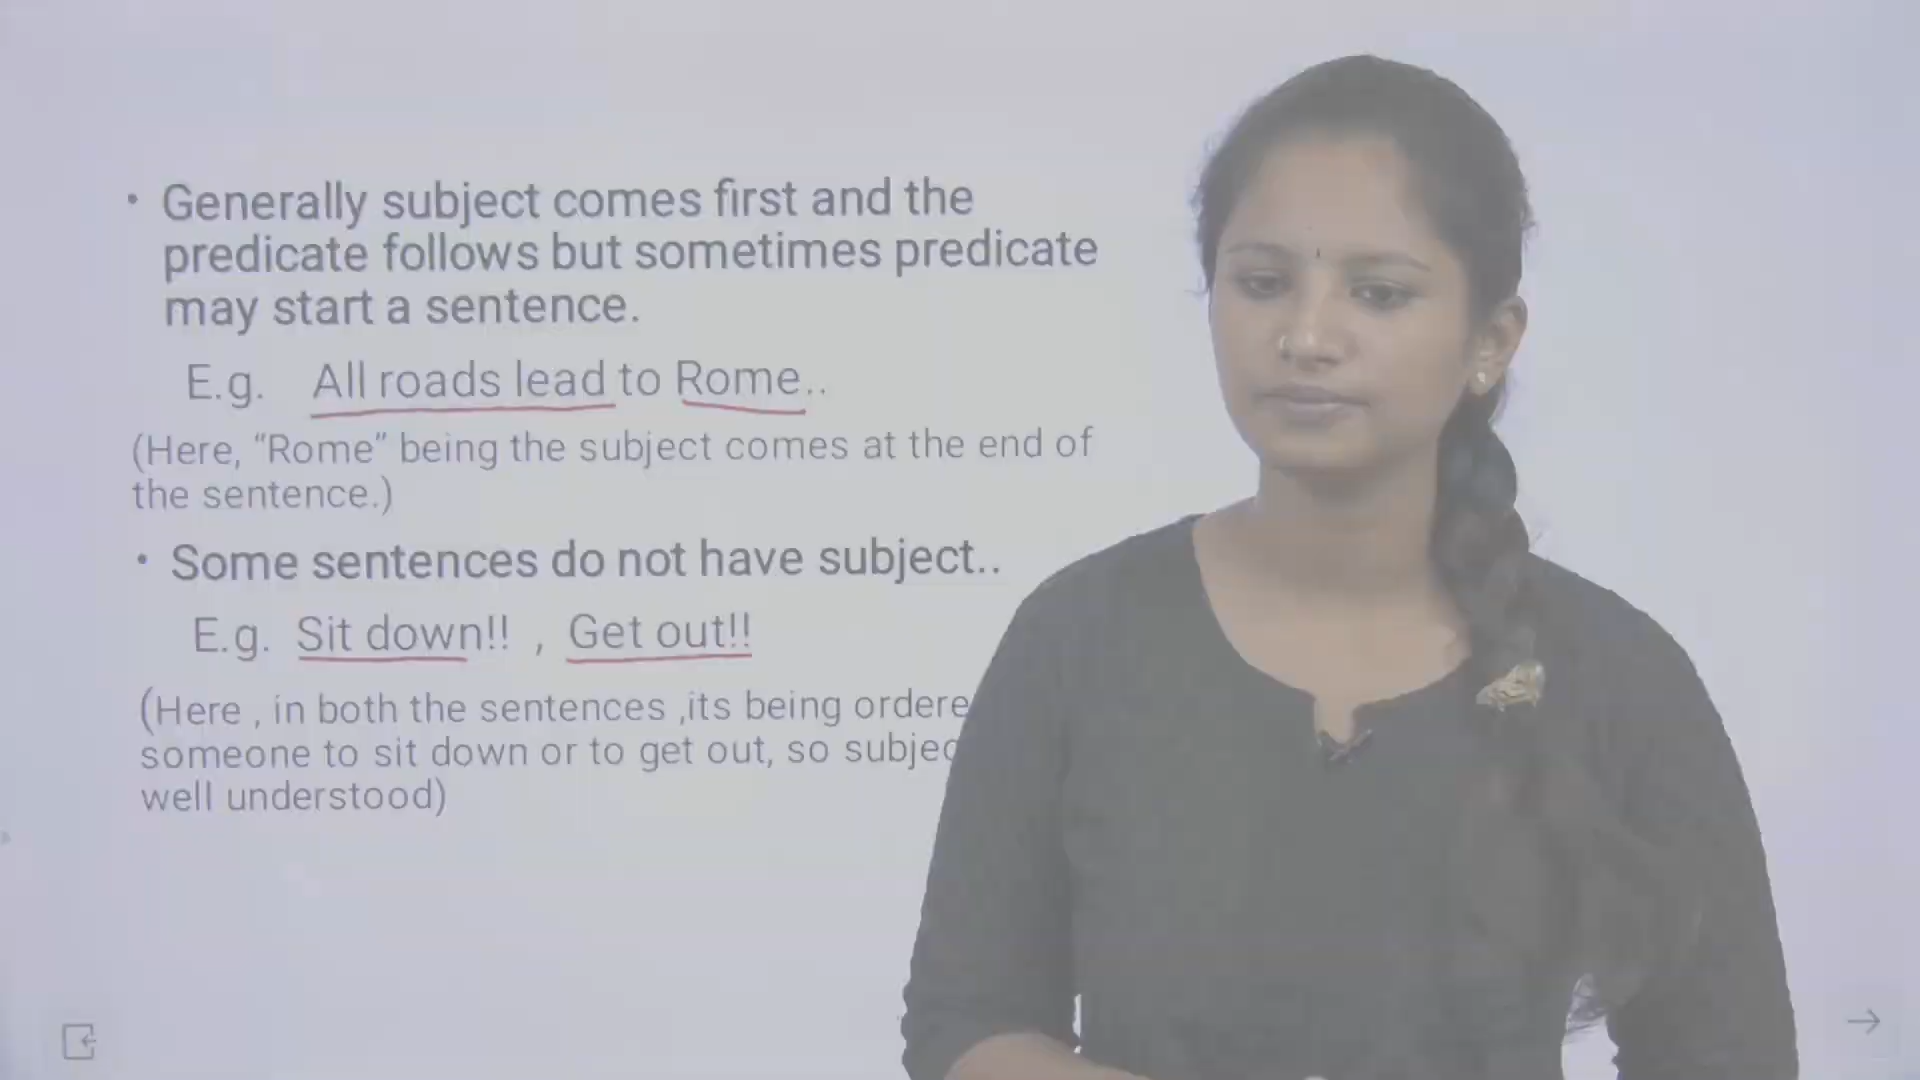 • Generally subject comes first and the
predicate follows but sometimes predicate
may start a sentence.
E.g. All roads lead to Rome..
(Here, “Rome” being the subject comes at the end of
the sentence.)
• Some sentences do not have subject..
E.g. Sit down!! , Get out!!
(Here , in both the sentences ,its being
someone to sit down or to get out, so
well understood)